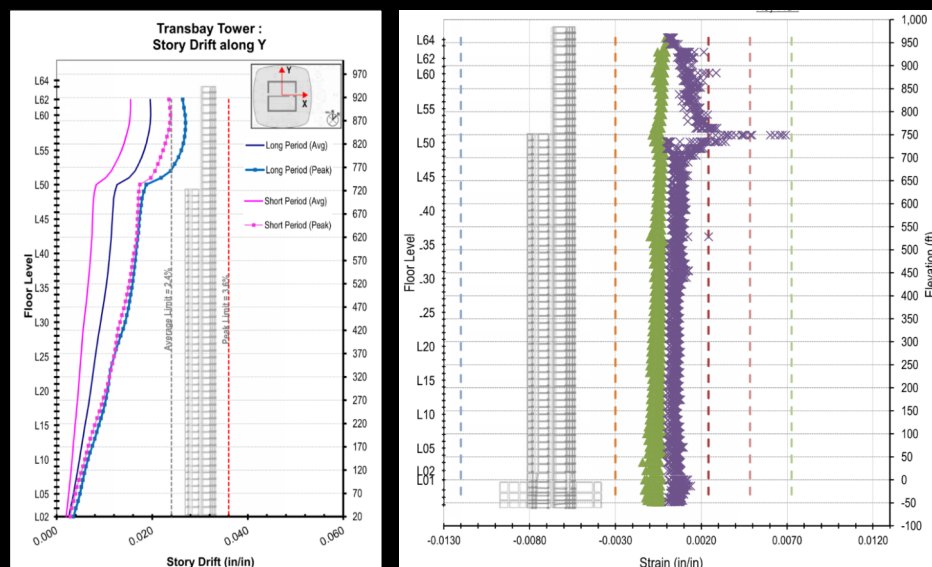 Transbay Tower :
Story Drift along Y
L64
L62
L60
L55
L50
L45
L40
L35
L30
L25
L20
L15
L10
L05
L02
Floor Level
970
920
870
820
770
720
670
620
570
520
470
420
370
320
270
220
170
120
70
20
Y
X
Long Period (Avg)
Long Period (Peak)
Short Period (Avg)
Short Period (Peak)
Average Limit = 2.4%
Peak Limit = 3.6%
0.000
0.020
0.040
0.060
Story Drift (in/in)
L64
L62
L60
L55
L50
L45
.40
.35
.30
L15
L10
L05
L02
L01
Floor Level
1,000
950
900
850
800
750
700
650
600
550
500
450
400
350
300
250
200
150
100
50
0
-50
-100
Elevation (ft)
-0.0130
-0.0080
-0.0030
0.0020
0.0070
0.0120
Strain (in/in)